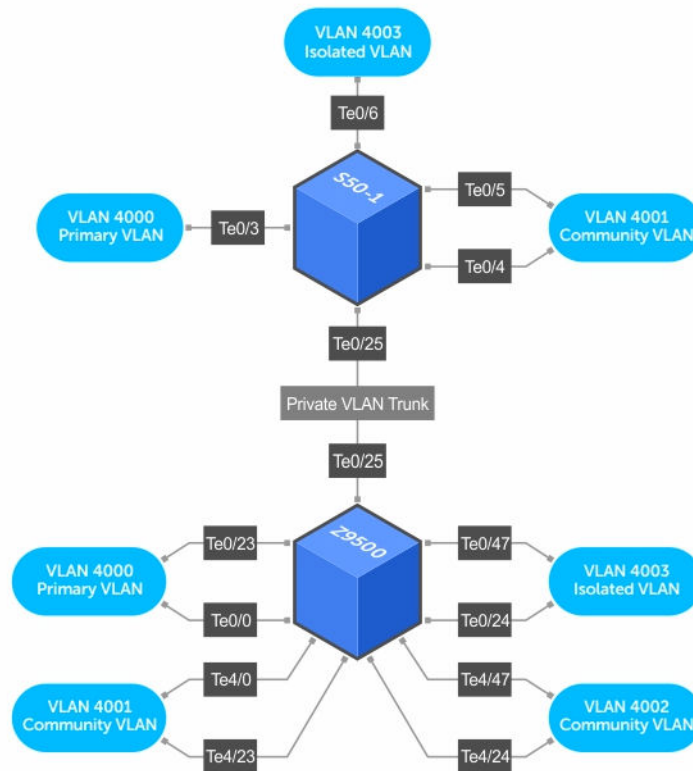 VLAN 4003
Isolated VLAN
Te0/6
S50-1
Te0/5
VLAN 4000
Primary VLAN
Te0/3
VLAN 4001
Community VLAN
Te0/4
Te0/25
Private VLAN Trunk
Te0/25
Z9500
Te0/23
Te0/47
VLAN 4000
Primary VLAN
VLAN 4003
Isolated VLAN
Te0/0
Te0/24
Te4/0
Te4/47
VLAN 4001
Community VLAN
VLAN 4002
Community VLAN
Te4/23
Te4/24